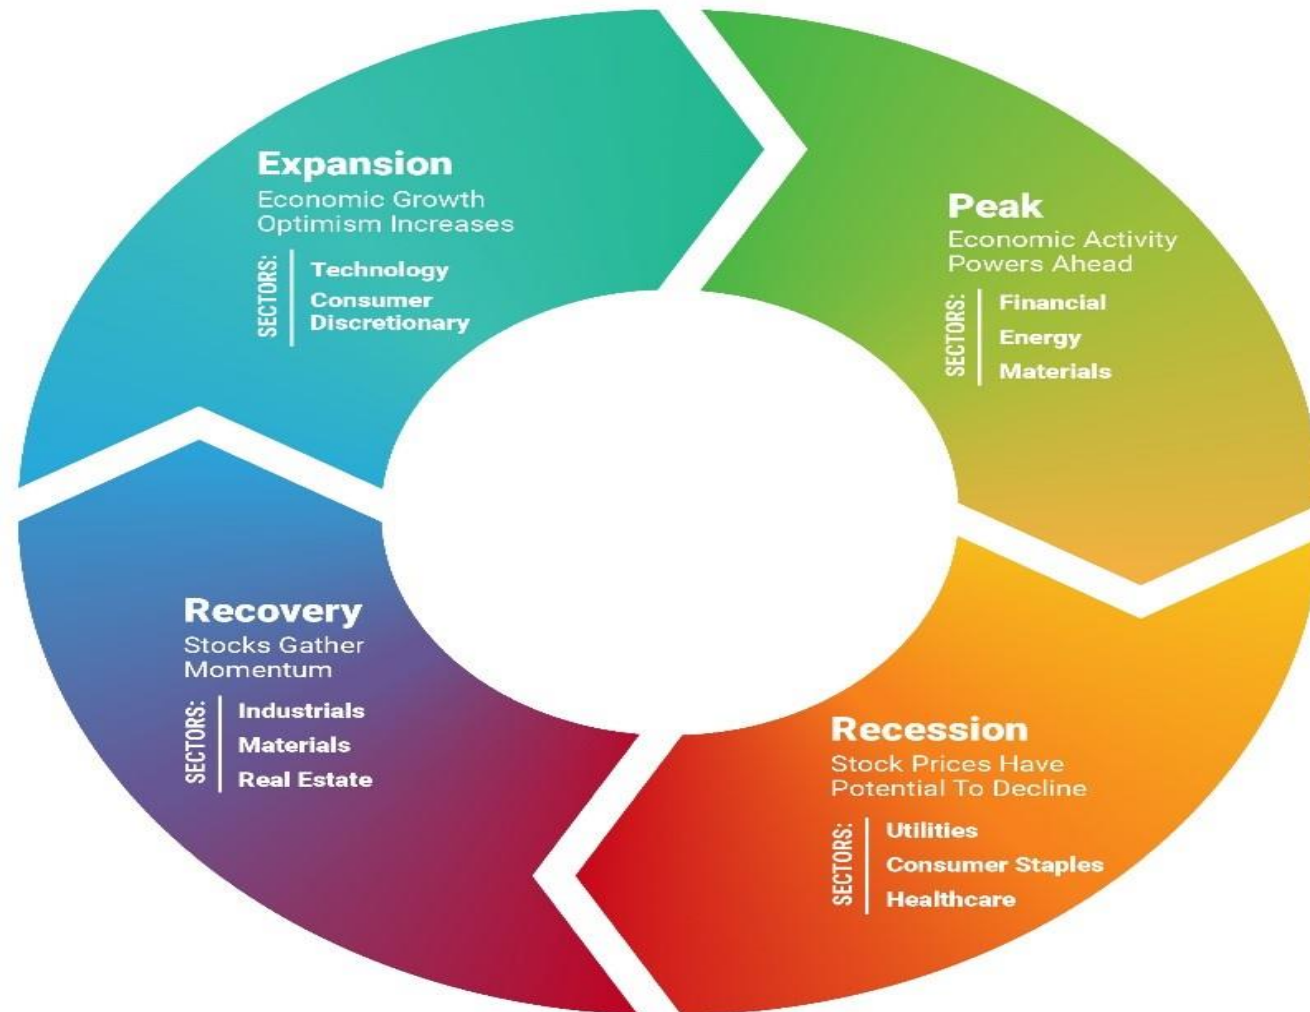 Expansion
Economic Growth
Optimism Increases
SECTORS:
Technology
Consumer
Discretionary
Peak
Economic Activity
Powers Ahead
SECTORS:
Financial
Energy
Materials
Recovery
Stocks Gather
Momentum
SECTORS:
Industrials
Materials
Real Estate
Recession
Stock Prices Have
Potential To Decline
SECTORS:
Utilities
Consumer Staples
Healthcare